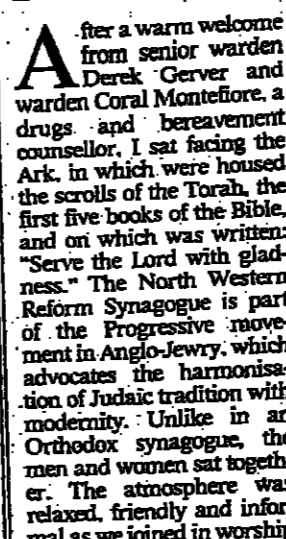 After a warm welcome
from senior warden
Derek Gerver and
warden Coral Montefiore, a
drugs and bereavement
counsellor, I sat facing the
Ark, in which were housed
the scrolls of the Torah, the
first five books of the Bible,
and on which was written:
"Serve the Lord with glad-
ness." The North Western
Reform Synagogue is part
of the Progressive move-
ment in Anglo-Jewry, which
advocates the harmonisa-
tion of Judaic tradition with
modernity. Unlike in an
Orthodox synagogue, the
men and women sat togeth-
er. The atmosphere was
relaxed, friendly and infor-
mal as we joined in worship